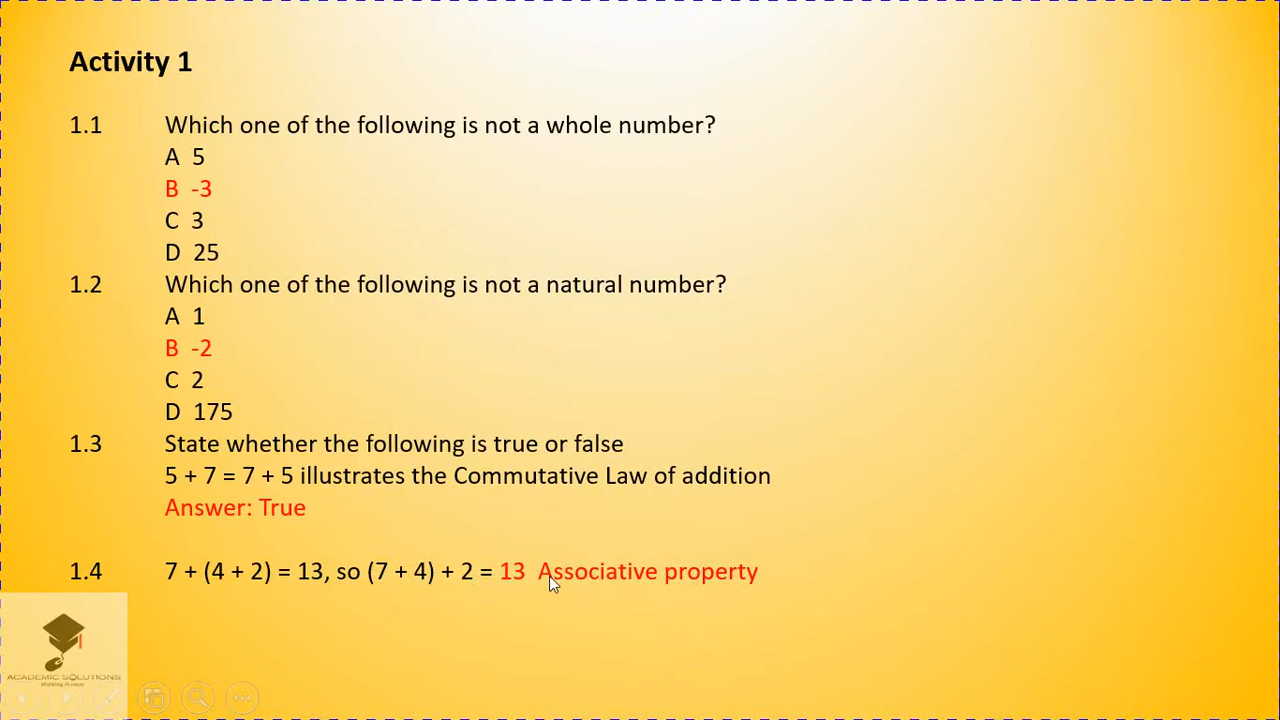 Activity 1
1.1 Which one of the following is not a whole number?
A 5
B -3
C 3
D 25
1.2 Which one of the following is not a natural number?
A 1
B -2
C 2
D 175
1.3 State whether the following is true or false
5 + 7 = 7 + 5 illustrates the Commutative Law of addition
Answer: True
1.4 7 + (4 + 2) = 13, so (7 + 4) + 2 = 13 Associative property
ACADEMIC SOLUTIONS